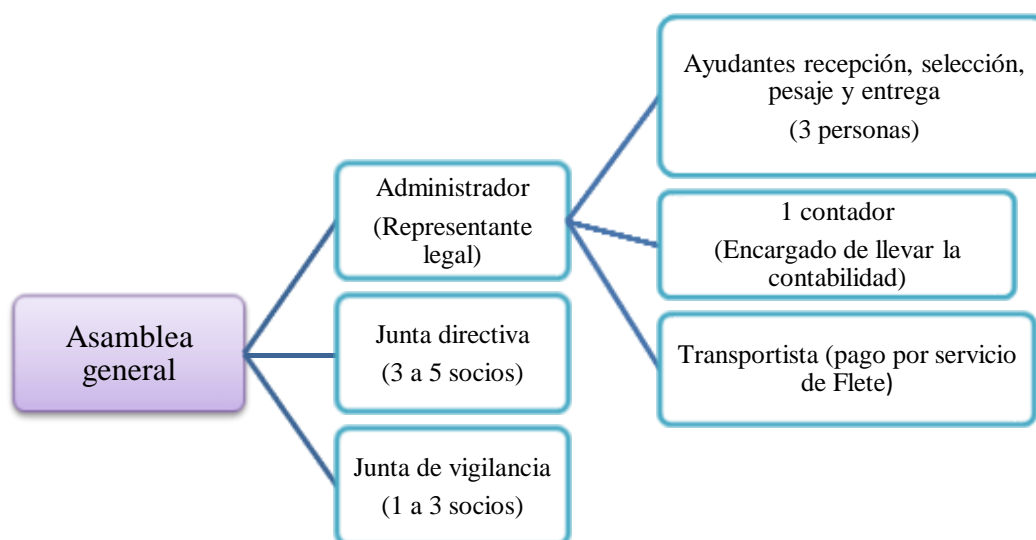 Asamblea
general
Administrador
(Representante
legal)
Junta directiva
(3 a 5 socios)
Junta de vigilancia
(1 a 3 socios)
Ayudantes recepción, selección,
pesaje y entrega
(3 personas)
1 contador
(Encargado de llevar la
contabilidad)
Transportista (pago por servicio
de Flete)